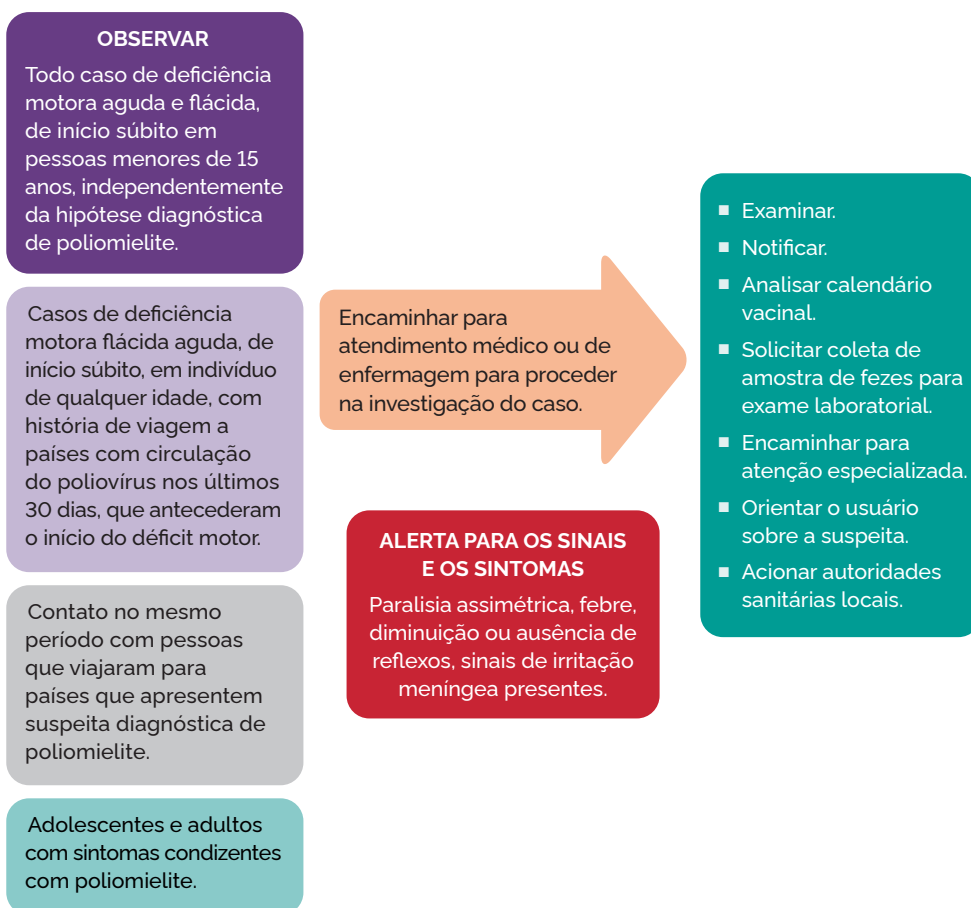 OBSERVAR
Todo caso de deficiência
motora aguda e flácida,
de início súbito em
pessoas menores de 15
anos, independentemente
da hipótese diagnóstica
de poliomielite.
Casos de deficiência
motora flácida aguda, de
início súbito, em indivíduo
de qualquer idade, com
história de viagem a
países com circulação
do poliovírus nos últimos
30 dias, que antecederam
o início do déficit motor.
Contato no mesmo
período com pessoas
que viajaram para
países que apresentem
suspeita diagnóstica de
poliomielite.
Adolescentes e adultos
com sintomas condizentes
com poliomielite.
Encaminhar para
atendimento médico ou de
enfermagem para proceder
na investigação do caso.
ALERTA PARA OS SINAIS
E OS SINTOMAS
Paralisia assimétrica, febre,
diminuição ou ausência de
reflexos, sinais de irritação
meníngea presentes.
■ Examinar.
■ Notificar.
■ Analisar calendário
vacinal.
■ Solicitar coleta de
amostra de fezes para
exame laboratorial.
■ Encaminhar para
atenção especializada.
■ Orientar o usuário
sobre a suspeita.
■ Acionar autoridades
sanitárias locais.